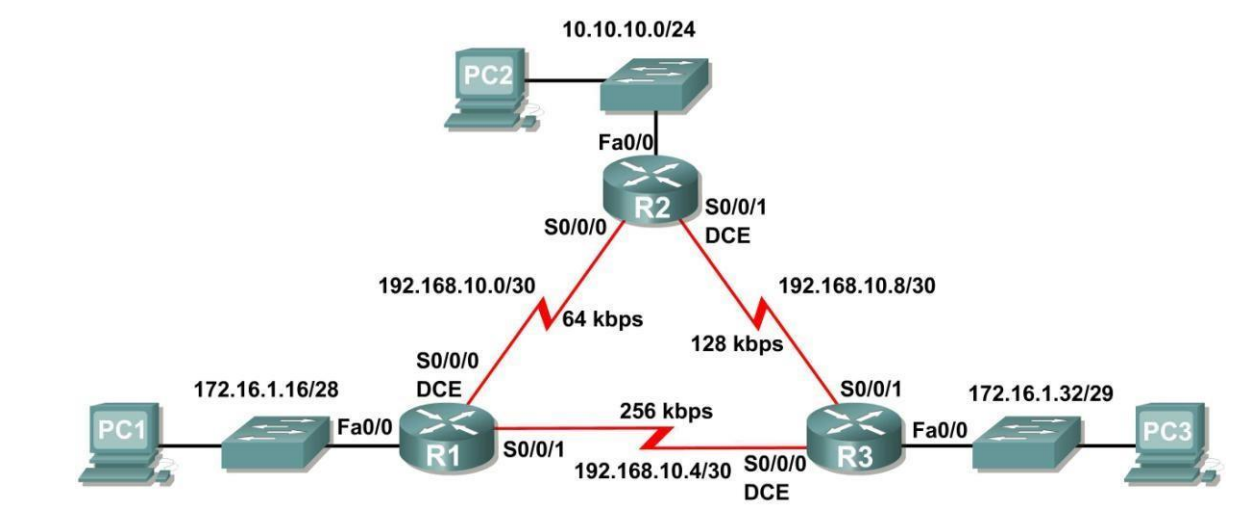 10.10.10.0/24
PC2
Fa0/0
R2
S0/0/0
S0/0/1
DCE
192.168.10.0/30
192.168.10.8/30
64 kbps
128 kbps
S0/0/0
DCE
172.16.1.16/28
256 kbps
S0/0/1
172.16.1.32/29
PC1
Fa0/0
R1
S0/0/1
192.168.10.4/30
S0/0/0
DCE
R3
Fa0/0
PC3